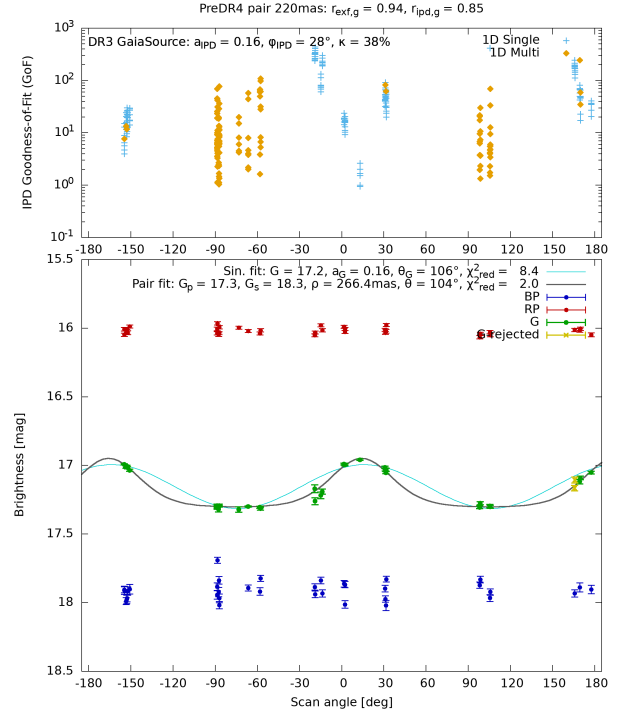 PreDR4 pair 220mas: r_exf,g = 0.94, r_ipd,g = 0.85
DR3 GaiaSource: a_IPD = 0.16, φ_IPD = 28°, κ = 38%
1D Single
1D Multi
IPD Goodness-of-Fit (GoF)
10^3
10^2
10^1
10^0
10^-1
-180 -150 -120 -90 -60 -30 0 30 60 90 120 150 180
Sin. fit: G = 17.2, a_G = 0.16, θ_G = 106°, χ²_red = 8.4
Pair fit: G_p = 17.3, G_s = 18.3, ρ = 266.4mas, θ = 104°, χ²_red = 2.0
BP
RP
G
G rejected
Brightness [mag]
15.5
16
16.5
17
17.5
18
18.5
-180 -150 -120 -90 -60 -30 0 30 60 90 120 150 180
Scan angle [deg]